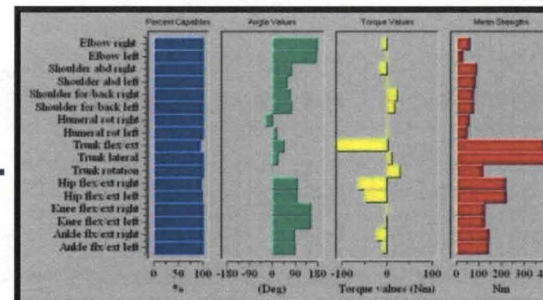 Percent Capables
Angle Values
Torque Values
Mean Strengths
Elbow right
Elbow left
Shoulder abd right
Shoulder abd left
Shoulder for-back right
Shoulder for-back left
Humeral rot right
Humeral rot left
Trunk flex/ext
Trunk lateral
Trunk rotation
Hip flex/ext right
Hip flex/ext left
Knee flex/ext right
Knee flex/ext left
Ankle flx/ext right
Ankle flx/ext left
0 50 100
-150 0 90 150
-100 0 100
0 100 200 300
% (Deg) Torque values (Nm) Nm